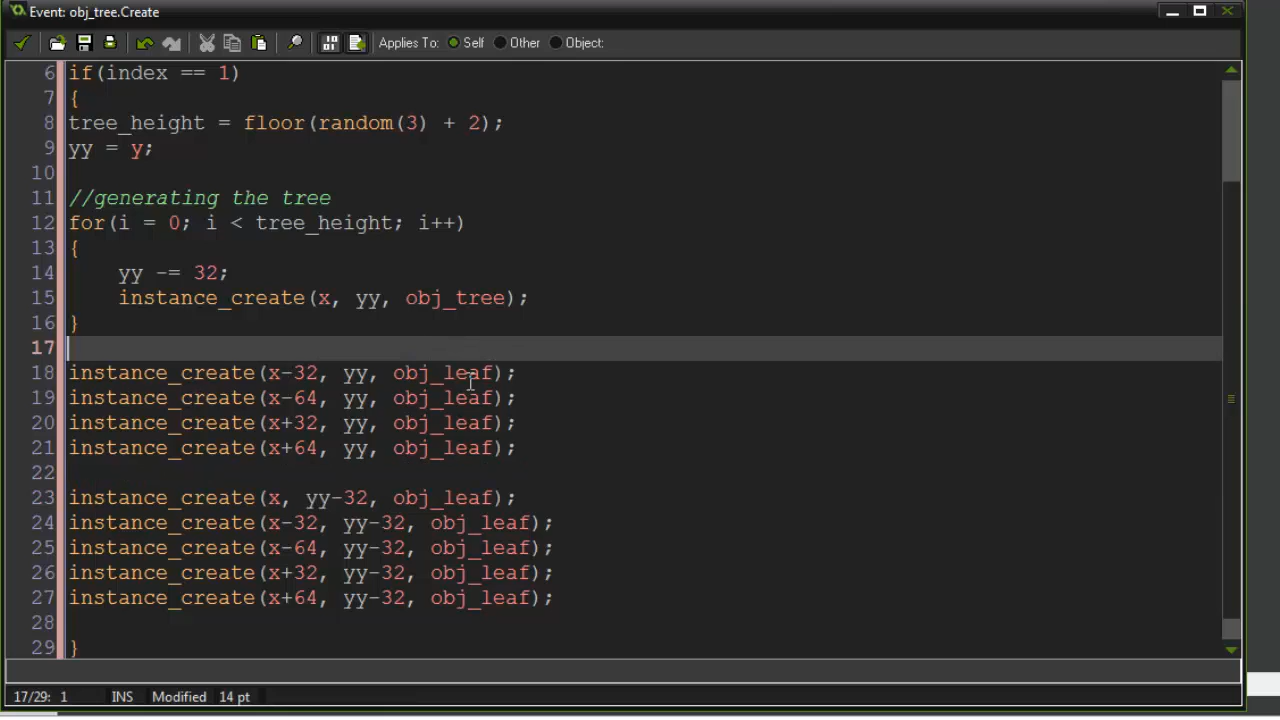 Event: obj_tree.Create
Applies To: Self Other Object:
6 if(index == 1)
7 {
8 tree_height = floor(random(3) + 2);
9 yy = y;
10
11 //generating the tree
12 for(i = 0; i < tree_height; i++)
13 {
14     yy -= 32;
15     instance_create(x, yy, obj_tree);
16 }
17
18 instance_create(x-32, yy, obj_leaf);
19 instance_create(x-64, yy, obj_leaf);
20 instance_create(x+32, yy, obj_leaf);
21 instance_create(x+64, yy, obj_leaf);
22
23 instance_create(x, yy-32, obj_leaf);
24 instance_create(x-32, yy-32, obj_leaf);
25 instance_create(x-64, yy-32, obj_leaf);
26 instance_create(x+32, yy-32, obj_leaf);
27 instance_create(x+64, yy-32, obj_leaf);
28
29 }
17/29: 1 INS Modified 14 pt